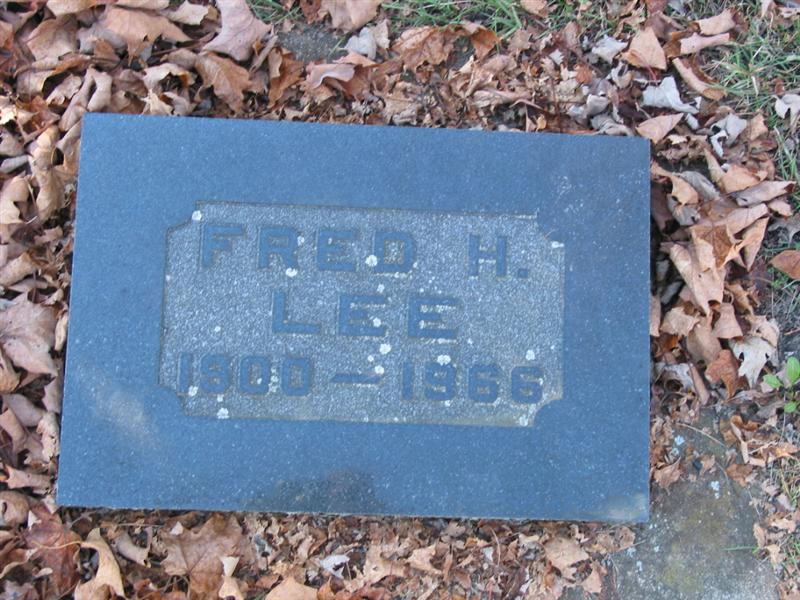 FRED H.
LEE
1900 — 1966